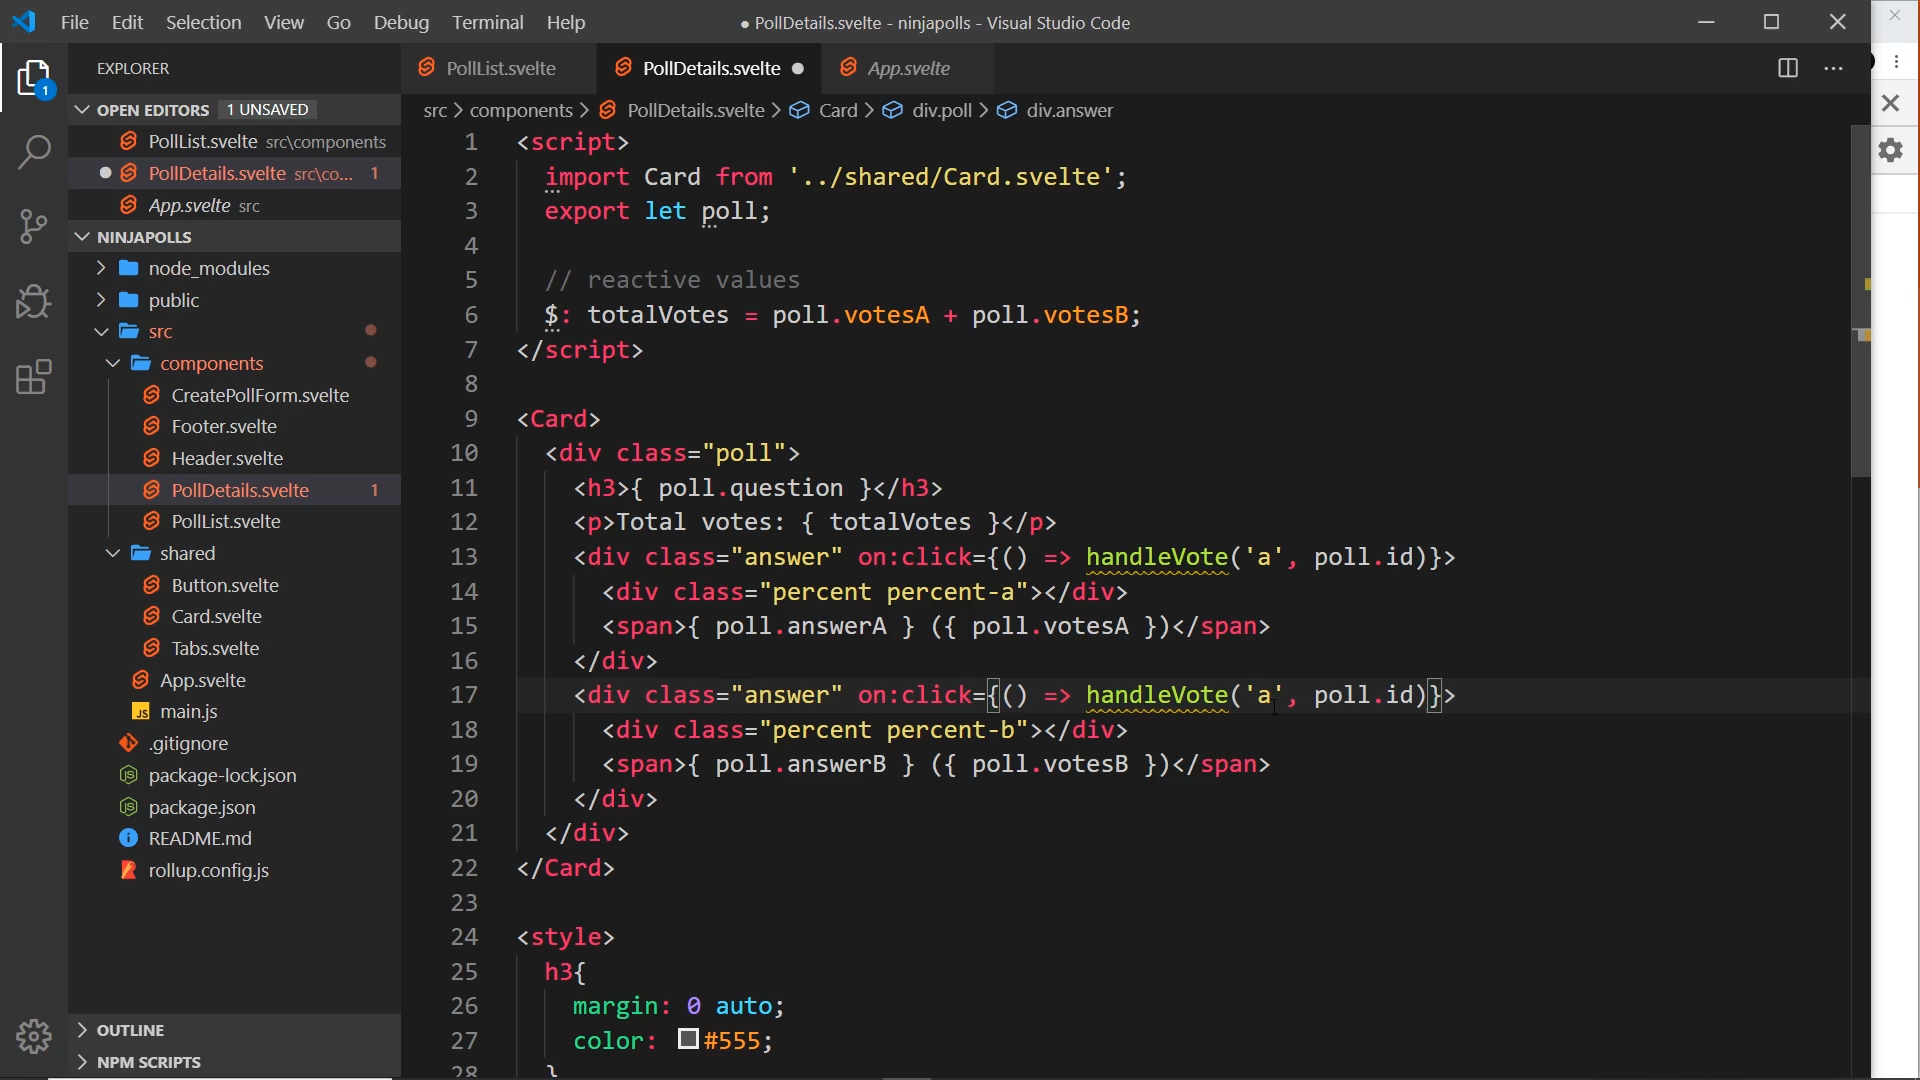 File Edit Selection View Go Debug Terminal Help
● PollDetails.svelte - ninjapolls - Visual Studio Code
EXPLORER
OPEN EDITORS 1 UNSAVED
PollList.svelte src\components
PollDetails.svelte src\co... 1
App.svelte src
NINJAPOLLS
node_modules
public
src
components
CreatePollForm.svelte
Footer.svelte
Header.svelte
PollDetails.svelte 1
PollList.svelte
shared
Button.svelte
Card.svelte
Tabs.svelte
App.svelte
JS main.js
.gitignore
package-lock.json
package.json
README.md
rollup.config.js
OUTLINE
NPM SCRIPTS
1
PollList.svelte PollDetails.svelte App.svelte
src > components > PollDetails.svelte > Card > div.poll > div.answer
1 <script>
2 import Card from '../shared/Card.svelte';
3 export let poll;
4
5 // reactive values
6 $: totalVotes = poll.votesA + poll.votesB;
7 </script>
8
9 <Card>
10 <div class="poll">
11 <h3>{ poll.question }</h3>
12 <p>Total votes: { totalVotes }</p>
13 <div class="answer" on:click={() => handleVote('a', poll.id)}>
14 <div class="percent percent-a"></div>
15 <span>{ poll.answerA } ({ poll.votesA })</span>
16 </div>
17 <div class="answer" on:click={() => handleVote('a', poll.id)}>
18 <div class="percent percent-b"></div>
19 <span>{ poll.answerB } ({ poll.votesB })</span>
20 </div>
21 </div>
22 </Card>
23
24 <style>
25 h3{
26 margin: 0 auto;
27 color: #555;
28 }